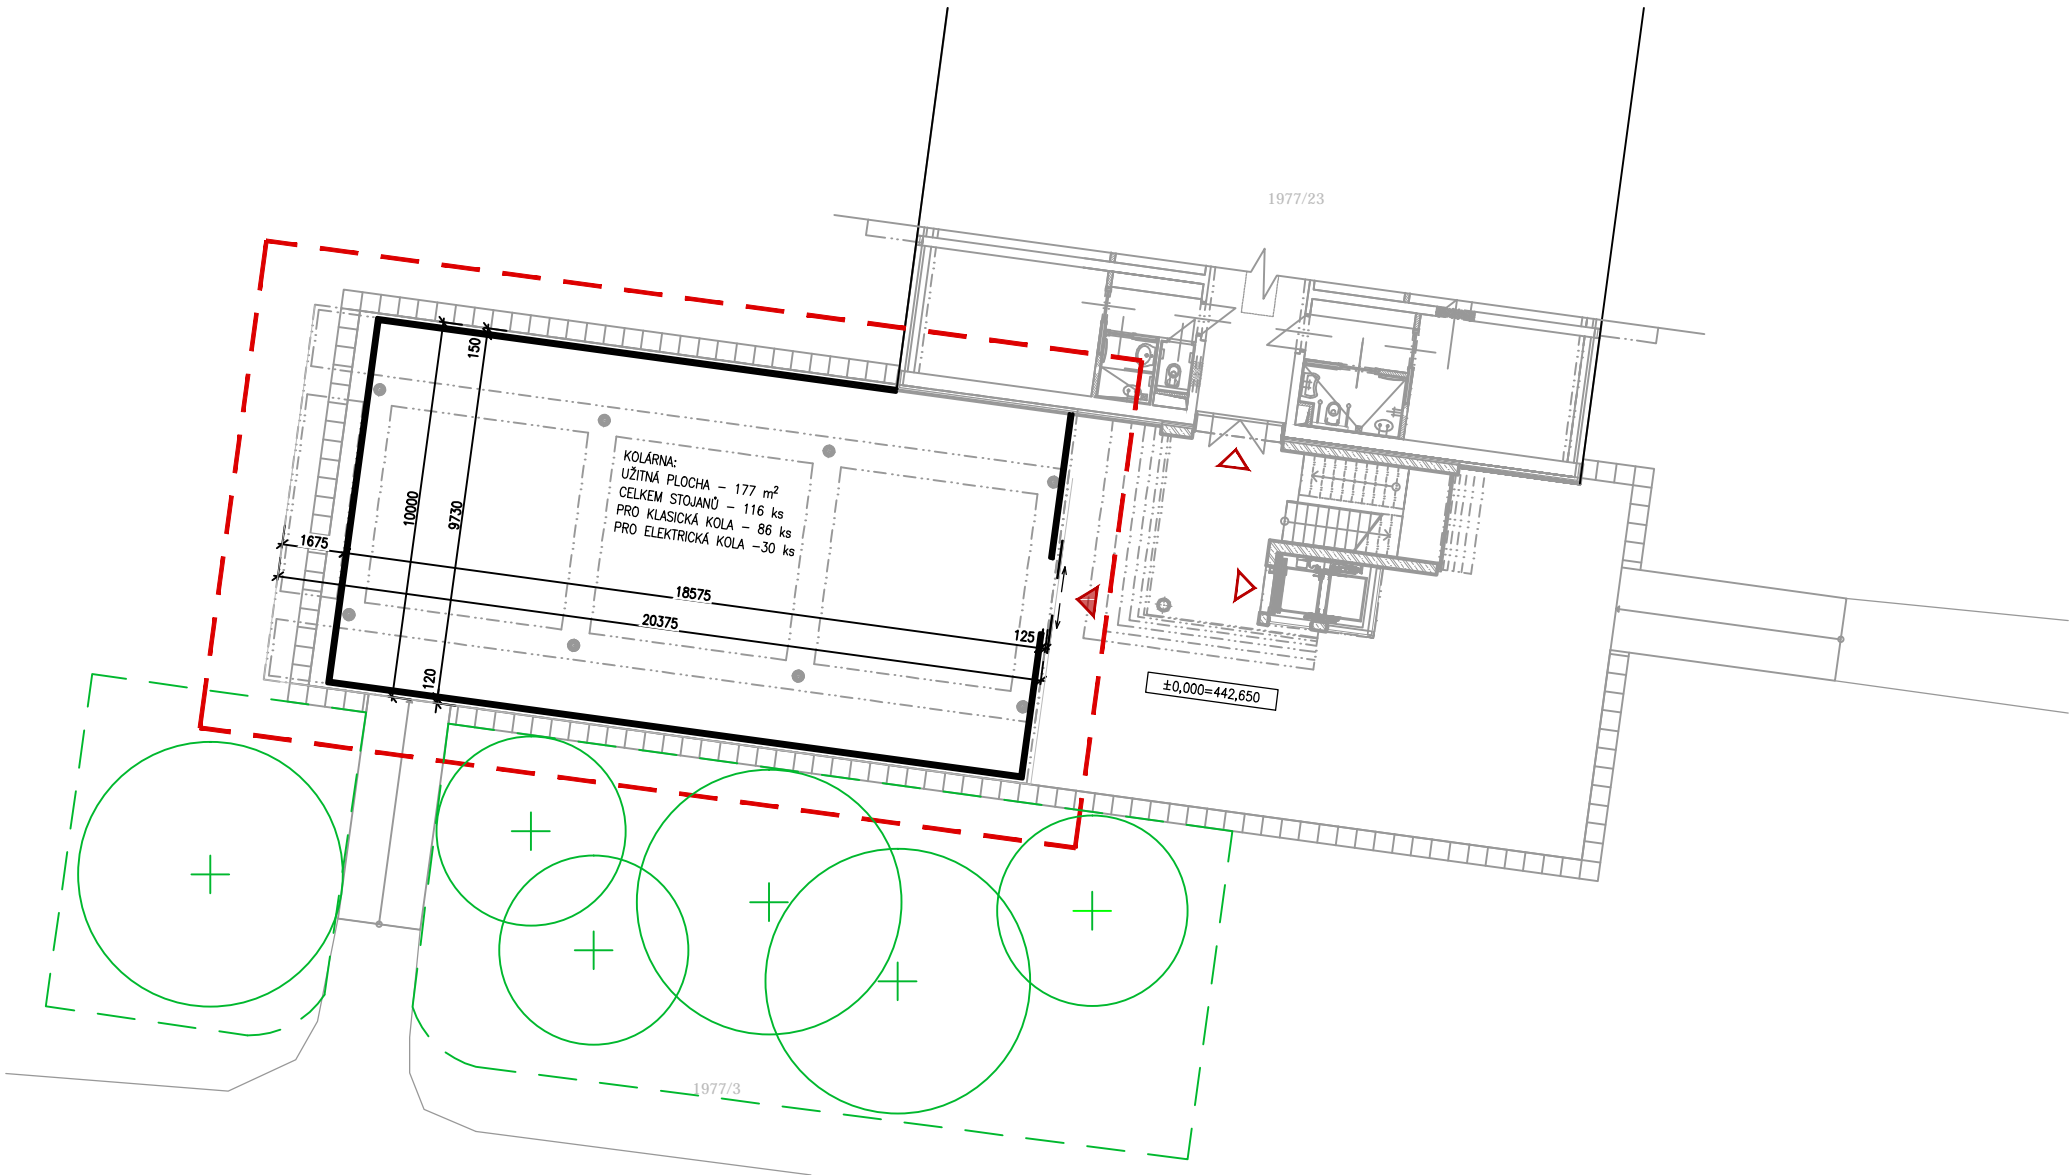 1977/23
150
KOLÁRNA:
UŽITNÁ PLOCHA – 177 m²
CELKEM STOJANŮ – 116 ks
PRO KLASICKÁ KOLA – 86 ks
PRO ELEKTRICKÁ KOLA –30 ks
10000
9730
1675
18575
20375
125
120
±0,000=442,650
1977/3